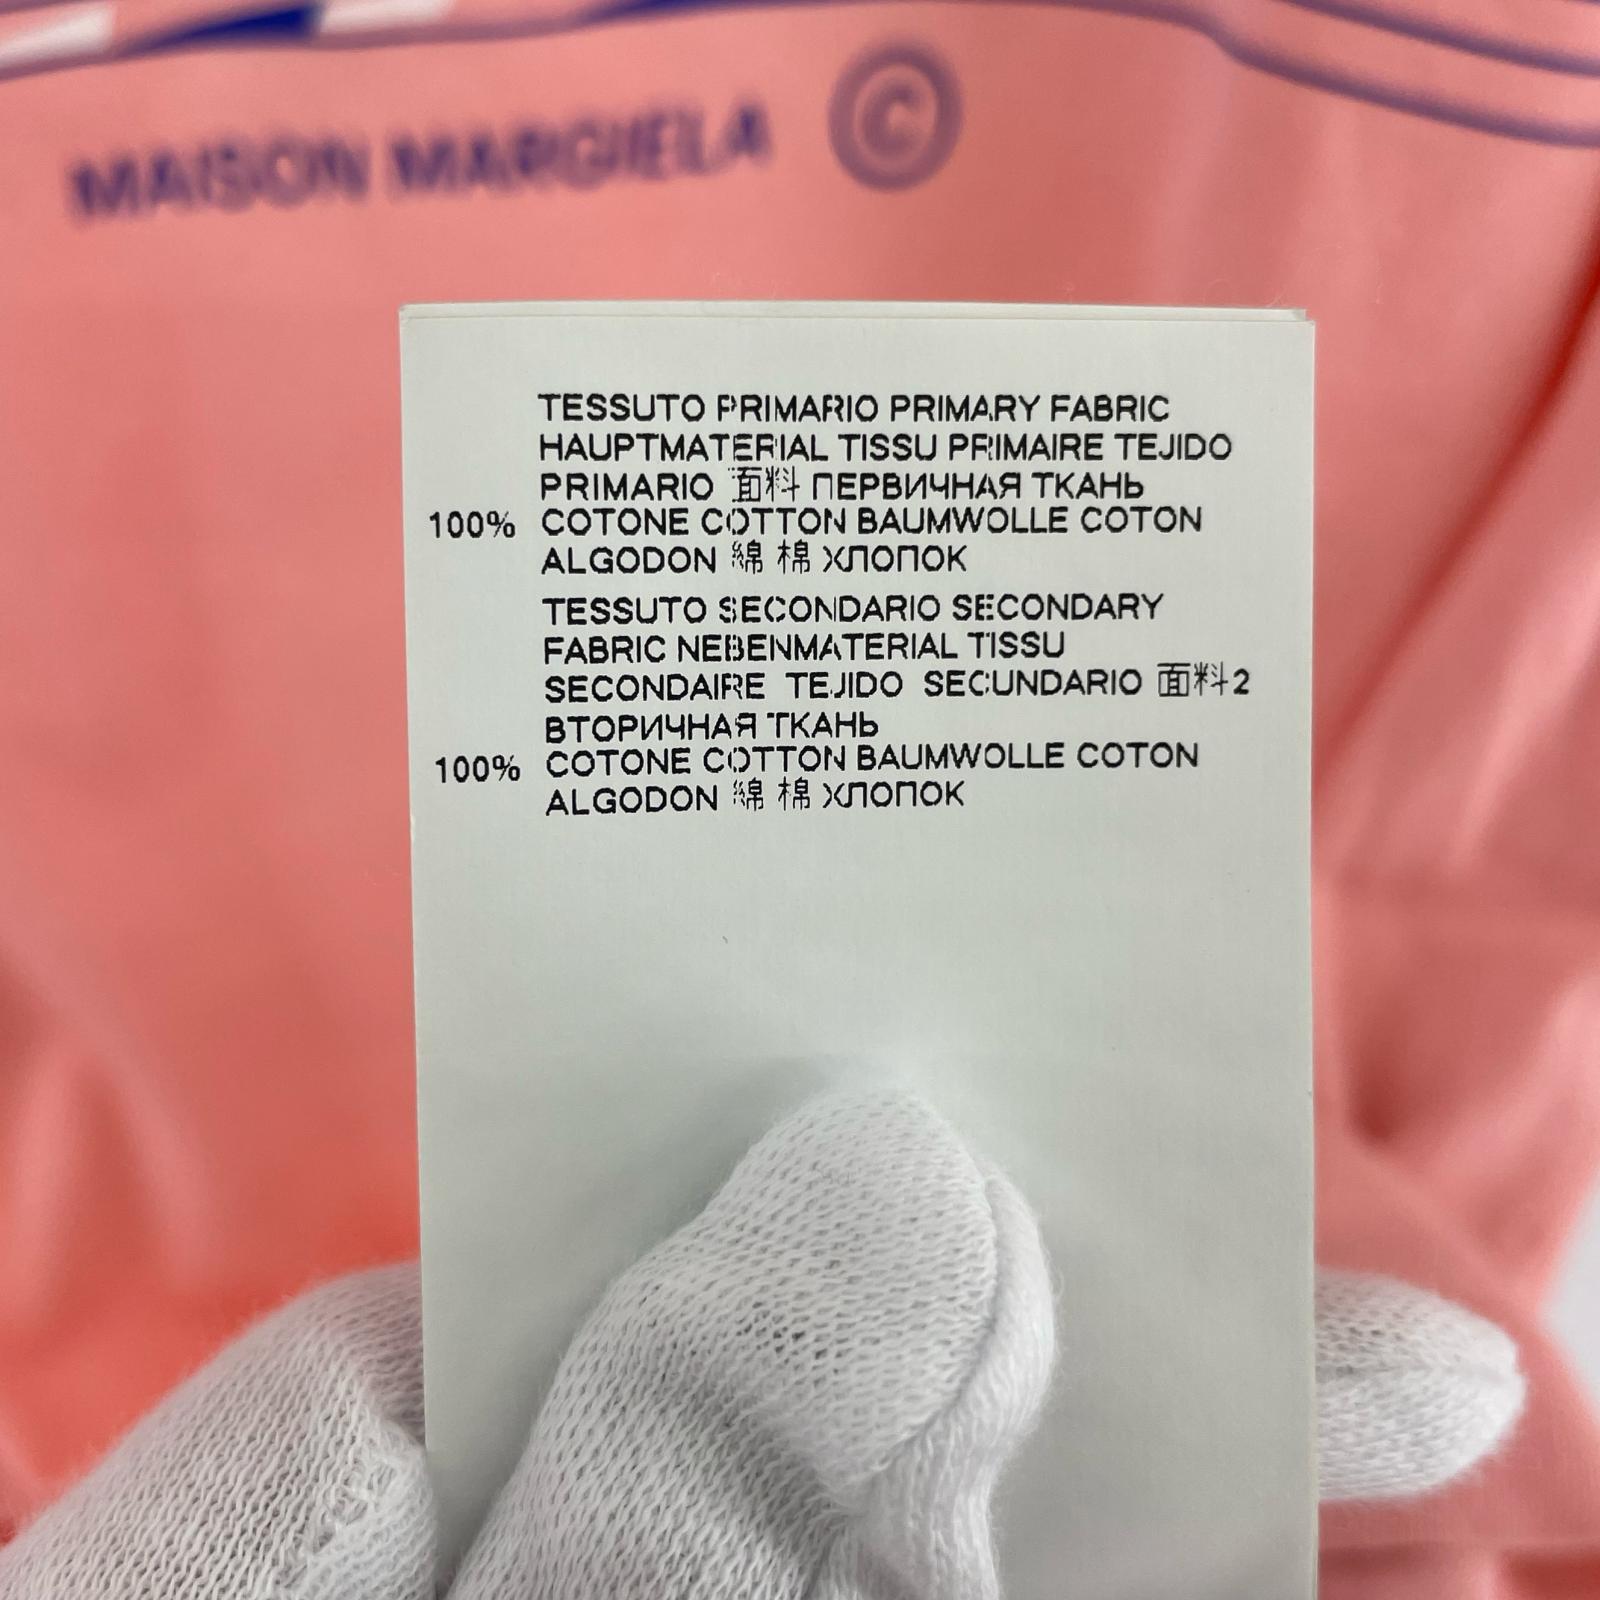 MAISON MARGIELA ©
TESSUTO PRIMARIO PRIMARY FABRIC
HAUPTMATERIAL TISSU PRIMAIRE TEJIDO
PRIMARIO 面料 ПЕРВИЧНАЯ ТКАНЬ
100% COTONE COTTON BAUMWOLLE COTON
ALGODON 綿 棉 ХЛОПОК
TESSUTO SECONDARIO SECONDARY
FABRIC NEBENMATERIAL TISSU
SECONDAIRE TEJIDO SECUNDARIO 面料2
ВТОРИЧНАЯ ТКАНЬ
100% COTONE COTTON BAUMWOLLE COTON
ALGODON 綿 棉 ХЛОПОК